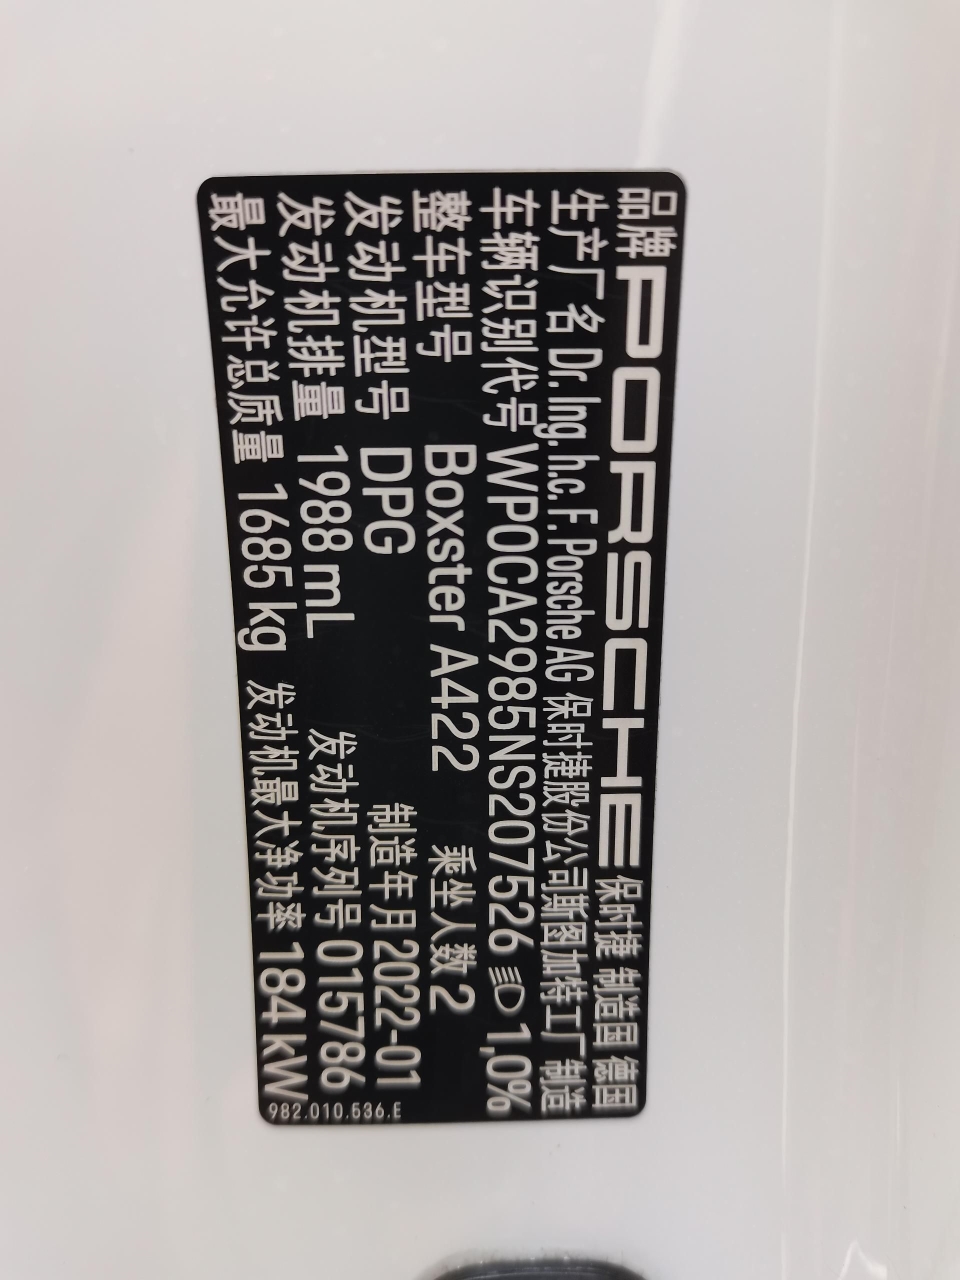 品牌 PORSCHE 保时捷 制造国 德国
生产厂名 Dr. Ing. h.c. F. Porsche AG 保时捷股份公司斯图加特工厂制造
车辆识别代号 WP0CA2985NS207526 1,0%
整车型号 Boxster A422 乘坐人数 2
发动机型号 DPG 制造年月 2022-01
发动机排量 1988 mL 发动机序列号 015786
最大允许总质量 1685 kg 发动机最大净功率 184 kW
982.010.536.E